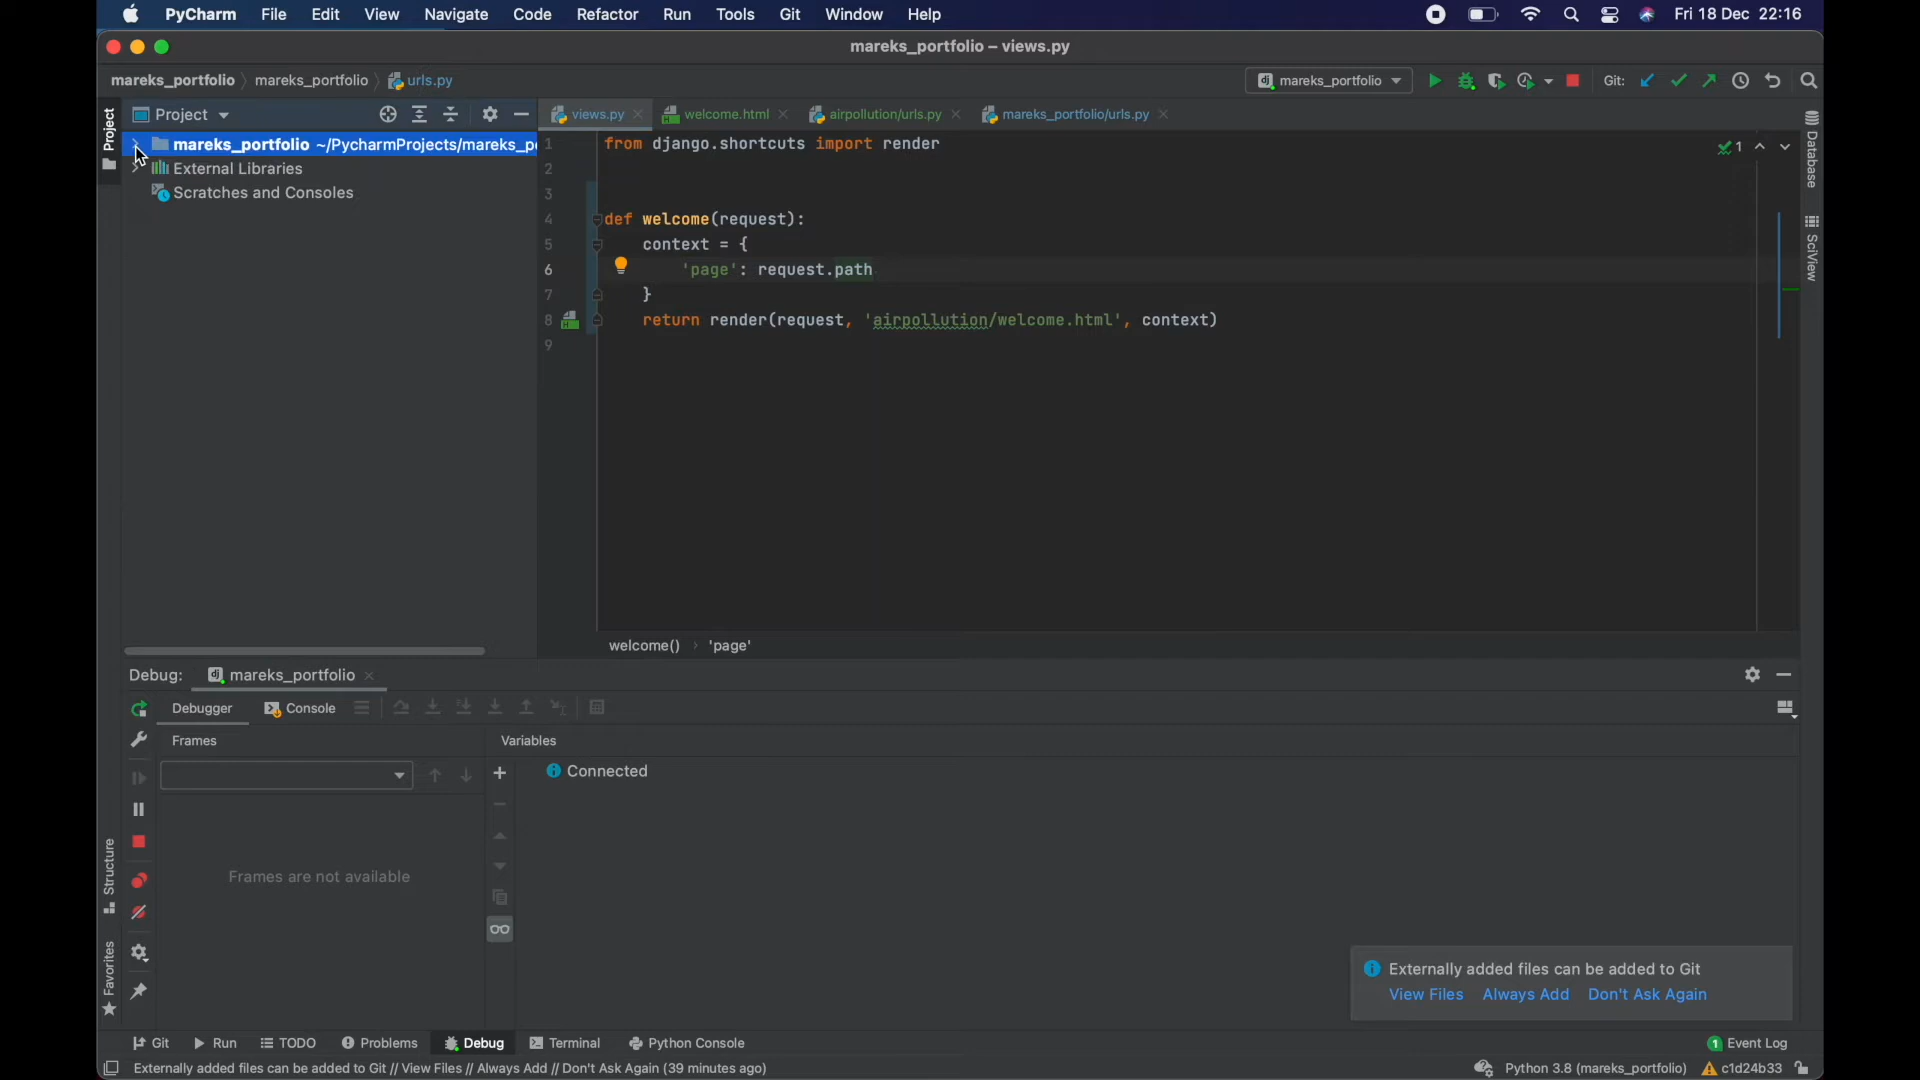 PyCharm File Edit View Navigate Code Refactor Run Tools Git Window Help Fri 18 Dec 22:16
mareks_portfolio – views.py
mareks_portfolio mareks_portfolio urls.py mareks_portfolio Git:
Project
Project views.py welcome.html airpollution/urls.py mareks_portfolio/urls.py
mareks_portfolio ~/PycharmProjects/mareks_po
External Libraries
Scratches and Consoles
1 from django.shortcuts import render
2
3
4 def welcome(request):
5 context = {
6 'page': request.path
7 }
8 return render(request, 'airpollution/welcome.html', context)
9
1
Database
SciView
welcome() › 'page'
Debug: mareks_portfolio
Debugger Console
Frames Variables
Connected
Frames are not available
Structure
Favorites
Externally added files can be added to Git
View Files Always Add Don't Ask Again
Git Run TODO Problems Debug Terminal Python Console 1 Event Log
Externally added files can be added to Git // View Files // Always Add // Don't Ask Again (39 minutes ago) Python 3.8 (mareks_portfolio) c1d24b33